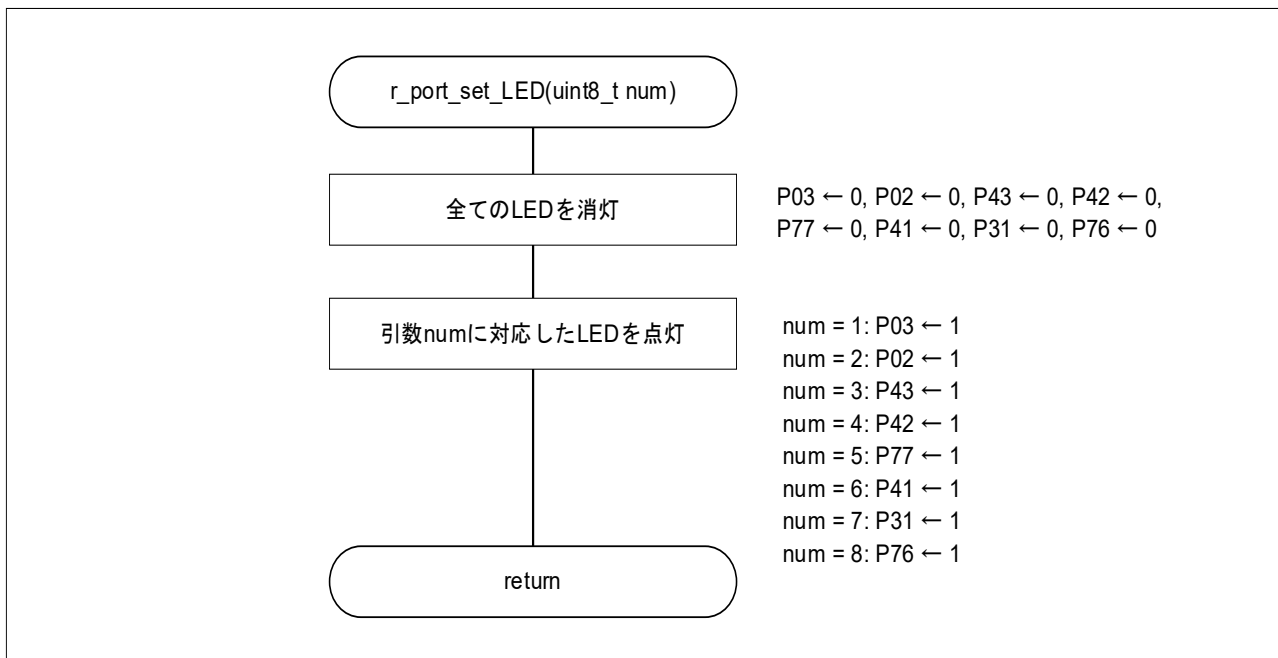 r_port_set_LED(uint8_t num)
全てのLEDを消灯
P03 ← 0, P02 ← 0, P43 ← 0, P42 ← 0,
P77 ← 0, P41 ← 0, P31 ← 0, P76 ← 0
引数numに対応したLEDを点灯
num = 1: P03 ← 1
num = 2: P02 ← 1
num = 3: P43 ← 1
num = 4: P42 ← 1
num = 5: P77 ← 1
num = 6: P41 ← 1
num = 7: P31 ← 1
num = 8: P76 ← 1
return